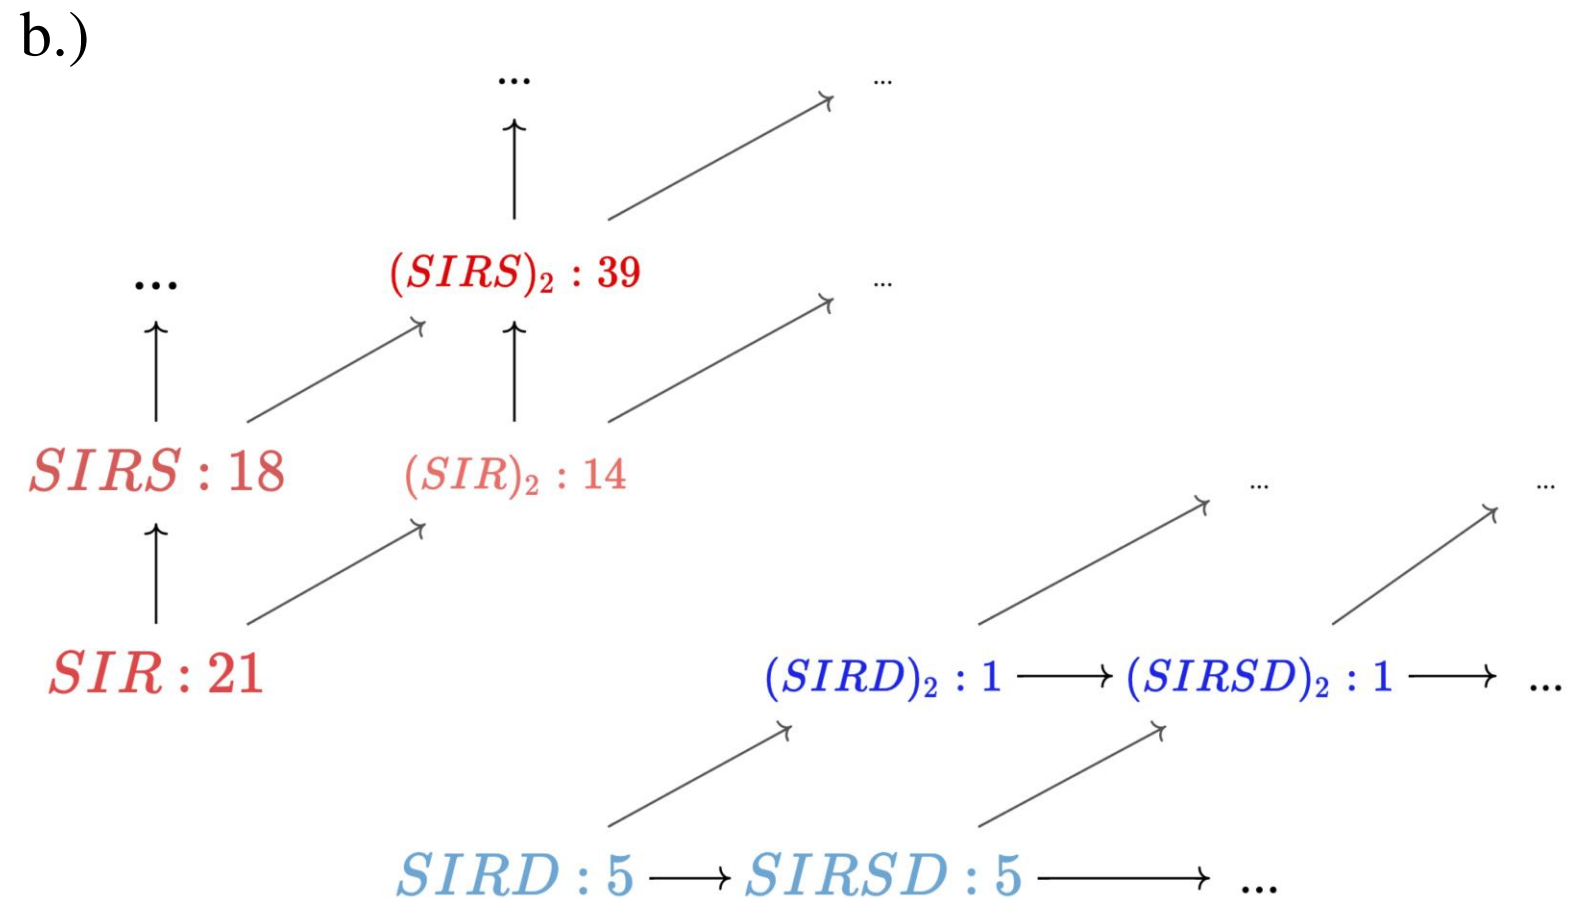 b.)
... ...
(SIRS)₂ : 39
... ...
SIRS : 18 (SIR)₂ : 14
... ...
SIR : 21 (SIRD)₂ : 1 (SIRSD)₂ : 1 ...
SIRD : 5 SIRSD : 5 ...